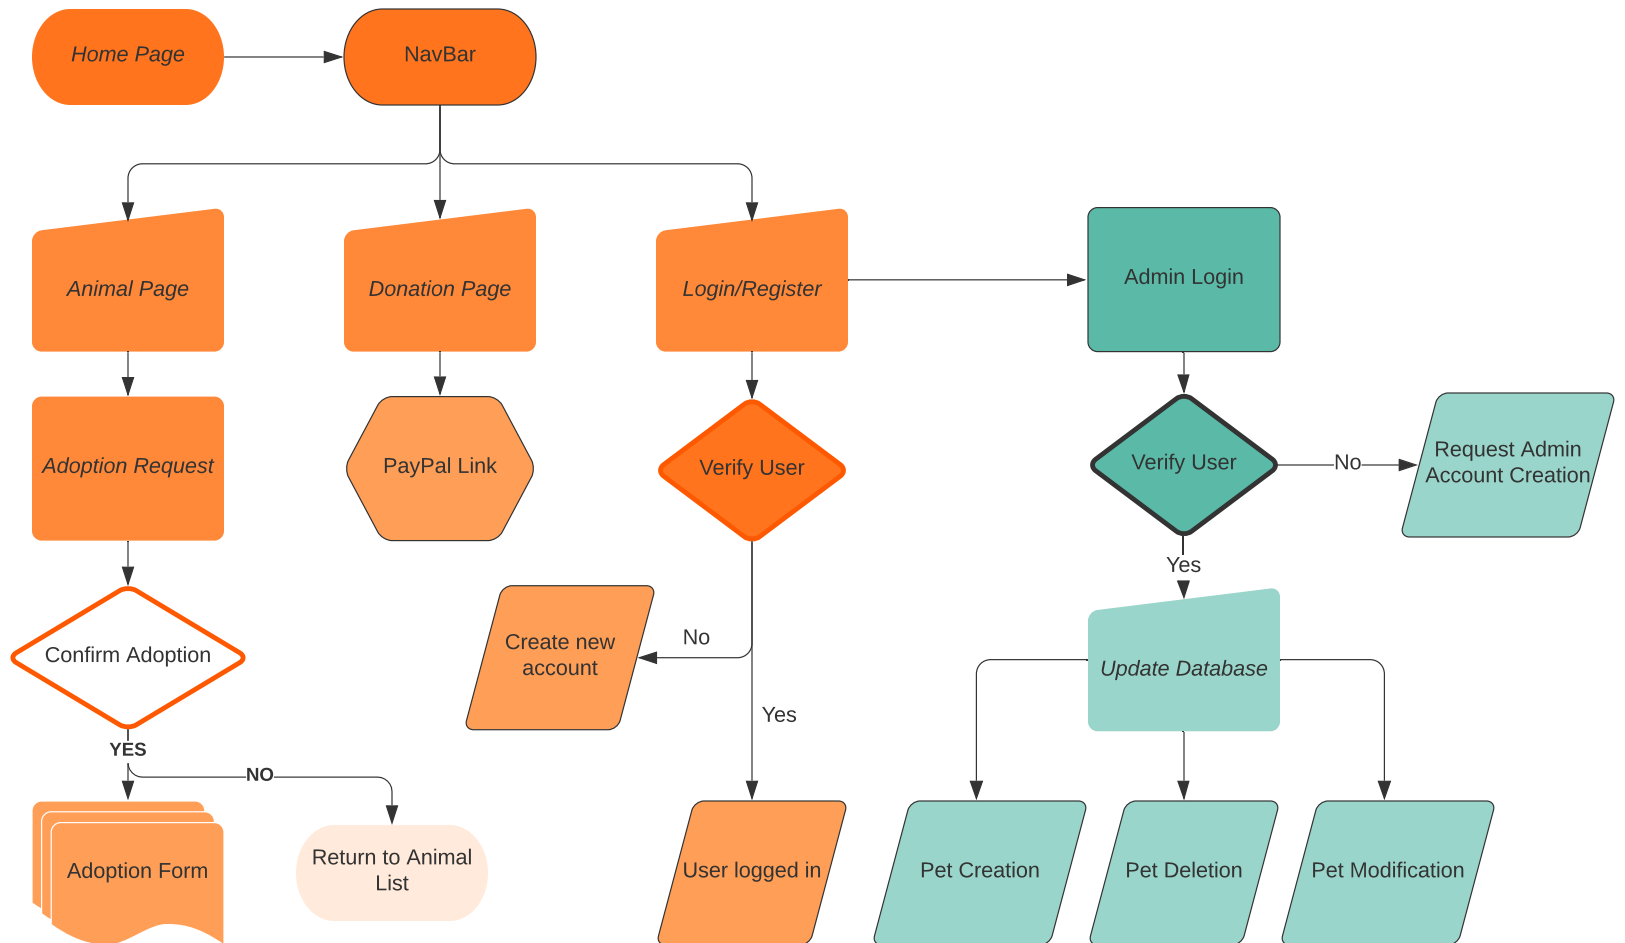 Home Page
NavBar
Animal Page
Donation Page
Login/Register
Admin Login
Adoption Request
PayPal Link
Verify User
Verify User
No
Request Admin
Account Creation
Yes
Create new
account
No
Confirm Adoption
Update Database
Yes
YES
NO
Adoption Form
Return to Animal
List
User logged in
Pet Creation
Pet Deletion
Pet Modification